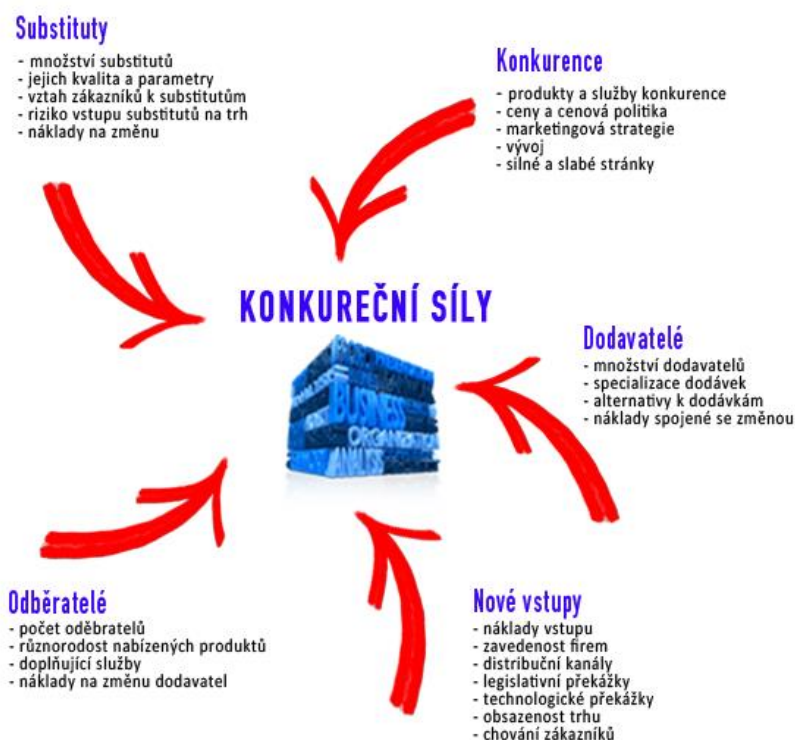 Substituty
- množství substitutů
- jejich kvalita a parametry
- vztah zákazníků k substitutům
- riziko vstupu substitutů na trh
- náklady na změnu
Konkurence
- produkty a služby konkurence
- ceny a cenová politika
- marketingová strategie
- vývoj
- silné a slabé stránky
KONKUREČNÍ SÍLY
BUSINESS
ORGANIZATION
ANALISS
Dodavatelé
- množství dodavatelů
- specializace dodávek
- alternativy k dodávkám
- náklady spojené se změnou
Odběratelé
- počet oděbratelů
- různorodost nabízených produktů
- doplňující služby
- náklady na změnu dodavatel
Nové vstupy
- náklady vstupu
- zavedenost firem
- distribuční kanály
- legislativní překážky
- technologické překážky
- obsazenost trhu
- chování zákazníků